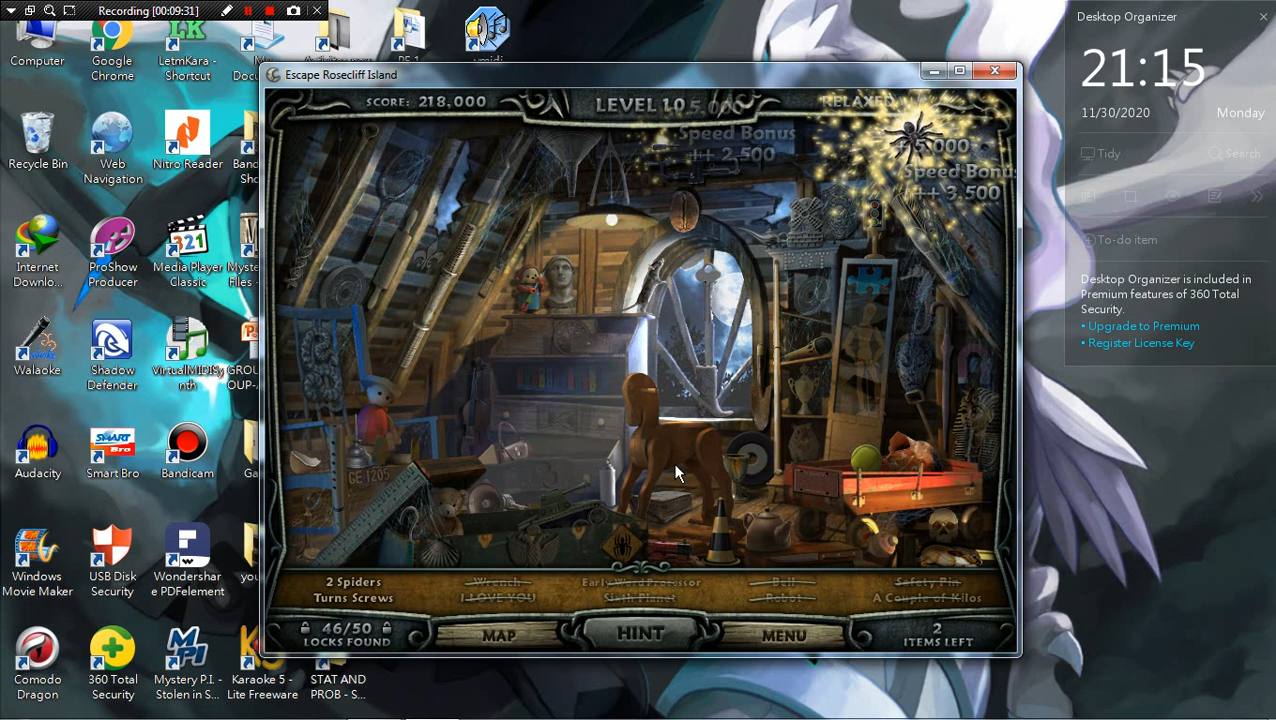 Recording [00:09:31]
Computer
Google Chrome
LetmKara - Shortcut
Recycle Bin
Web Navigation
Nitro Reader
Internet Downlo...
ProShow Producer
Media Player Classic
Walaoke
Shadow Defender
Audacity
Smart Bro
Bandicam
Windows Movie Maker
USB Disk Security
Wondershare PDFelement
Comodo Dragon
360 Total Security
Mystery P.I. - Stolen in S...
Karaoke 5 - Lite Freeware
STAT AND PROB - S...
Escape Rosecliff Island
SCORE: 218,000
LEVEL 10
RELAXED
5,000
Speed Bonus
++ 2,500
5,000
Speed Bonus
++ 3,500
GE 1205
2 Spiders
Wrench
Early Word Processor
Bell
Safety Pin
Turns Screws
I LOVE YOU
Sixth Planet
Robot
A Couple of Kilos
46/50
LOCKS FOUND
MAP
HINT
MENU
2
ITEMS LEFT
Desktop Organizer
21:15
11/30/2020 Monday
Tidy
Search
To-do item
Desktop Organizer is included in
Premium features of 360 Total
Security.
• Upgrade to Premium
• Register License Key